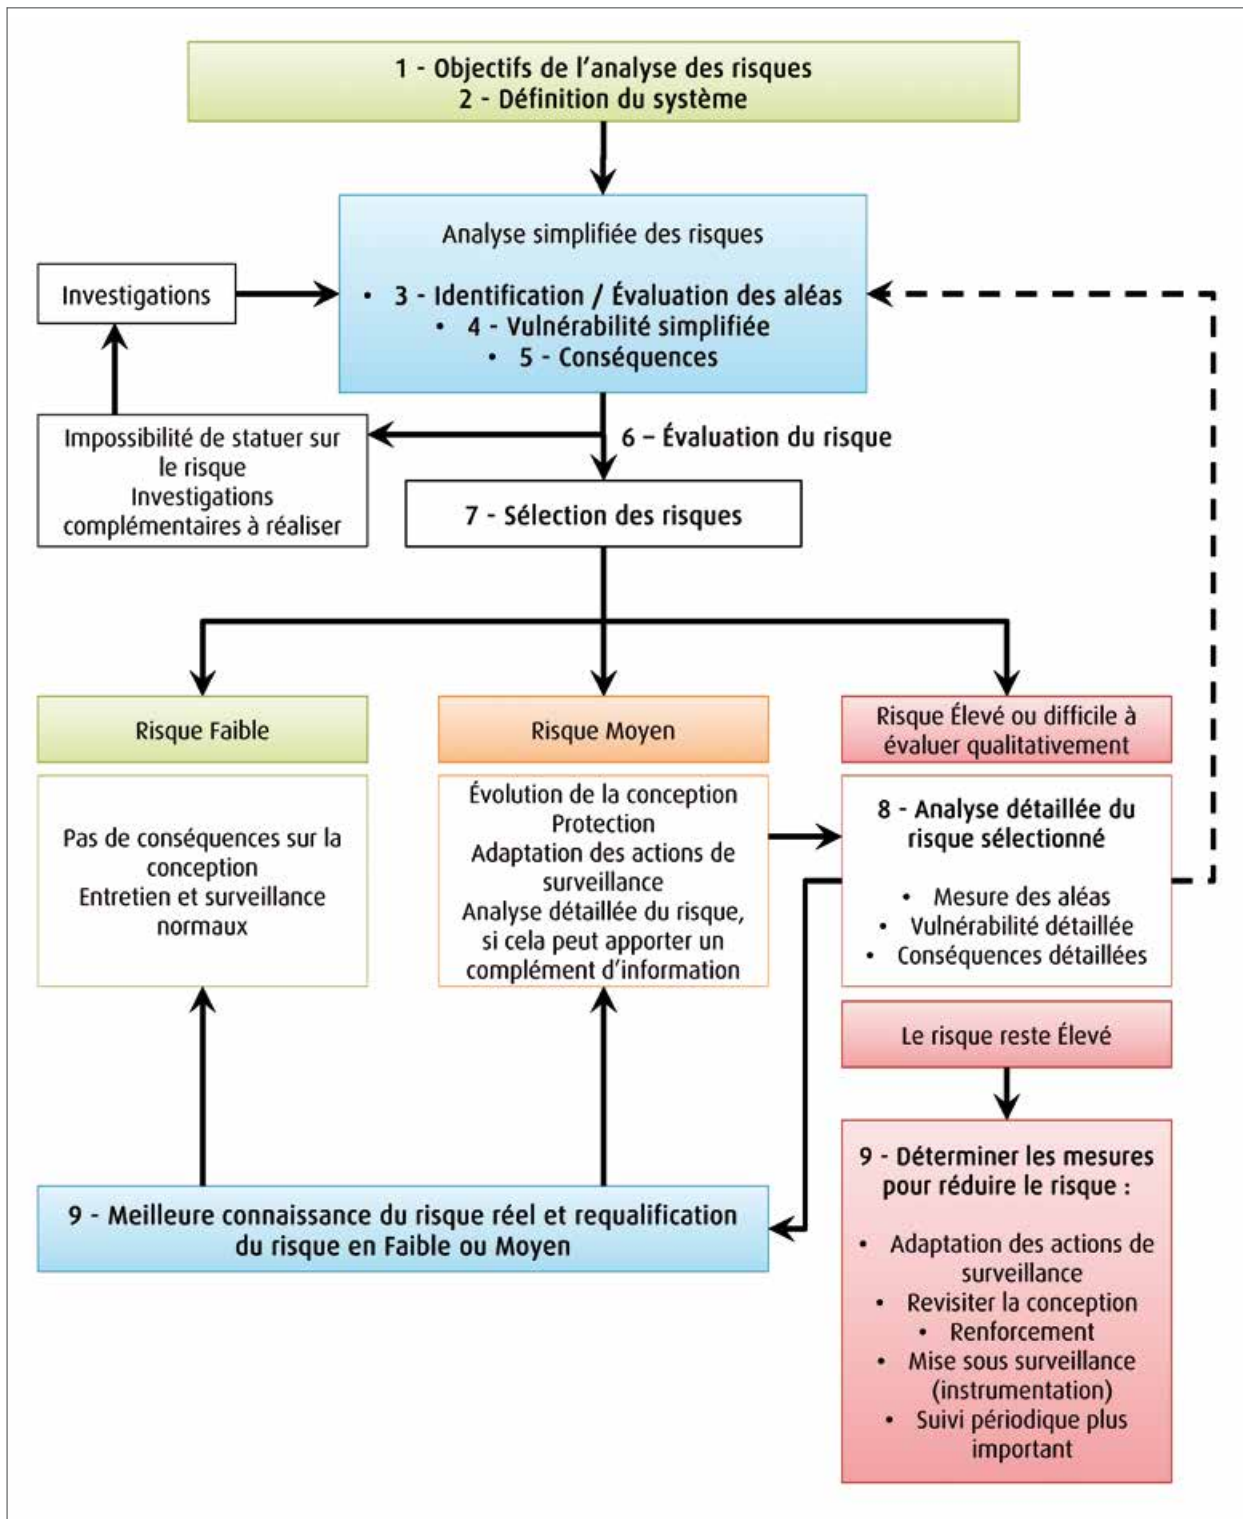 1 - Objectifs de l'analyse des risques
2 - Définition du système
Analyse simplifiée des risques
• 3 - Identification / Évaluation des aléas
• 4 - Vulnérabilité simplifiée
• 5 - Conséquences
Investigations
Impossibilité de statuer sur
le risque
Investigations
complémentaires à réaliser
6 – Évaluation du risque
7 - Sélection des risques
Risque Faible
Pas de conséquences sur la
conception
Entretien et surveillance
normaux
Risque Moyen
Évolution de la conception
Protection
Adaptation des actions de
surveillance
Analyse détaillée du risque,
si cela peut apporter un
complément d'information
Risque Élevé ou difficile à
évaluer qualitativement
8 - Analyse détaillée du
risque sélectionné
• Mesure des aléas
• Vulnérabilité détaillée
• Conséquences détaillées
Le risque reste Élevé
9 - Meilleure connaissance du risque réel et requalification
du risque en Faible ou Moyen
9 - Déterminer les mesures
pour réduire le risque :
• Adaptation des actions de
surveillance
• Revisiter la conception
• Renforcement
• Mise sous surveillance
(instrumentation)
• Suivi périodique plus
important